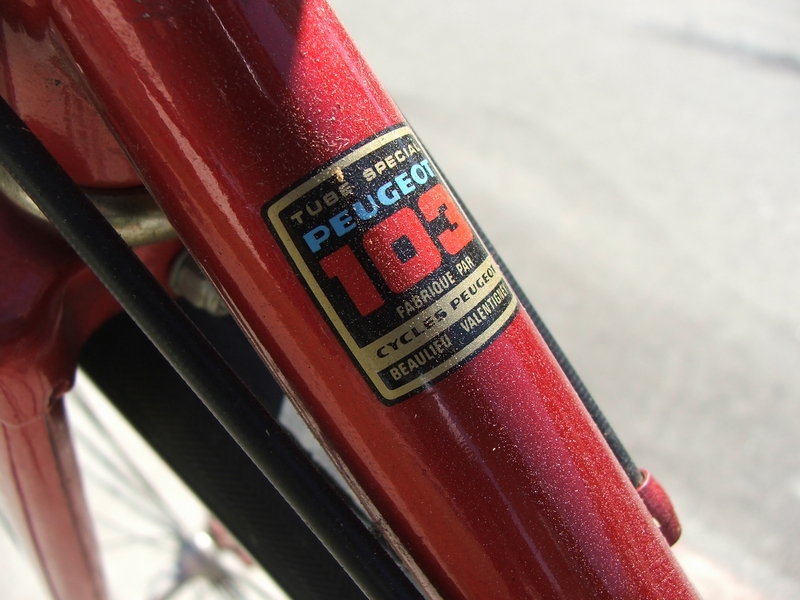 TUBE SPECIAL
PEUGEOT
103
FABRIQUE PAR
CYCLES PEUGEOT
BEAULIEU VALENTIGNEY